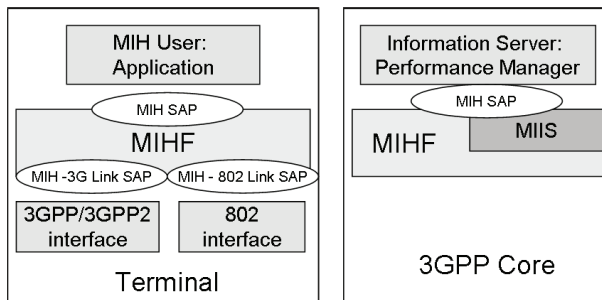 MIH User:
Application
MIH SAP
MIHF
MIH -3G Link SAP
MIH - 802 Link SAP
3GPP/3GPP2
interface
802
interface
Terminal
Information Server:
Performance Manager
MIH SAP
MIHF
MIIS
3GPP Core